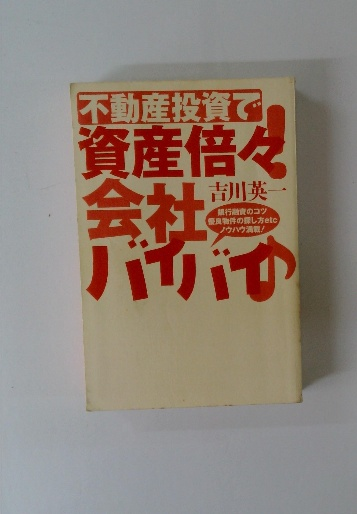 不動産投資で
資産倍々!
会社
吉川英一
銀行融資のコツ
優良物件の探し方etc
ノウハウ満載!
バイバイ♪